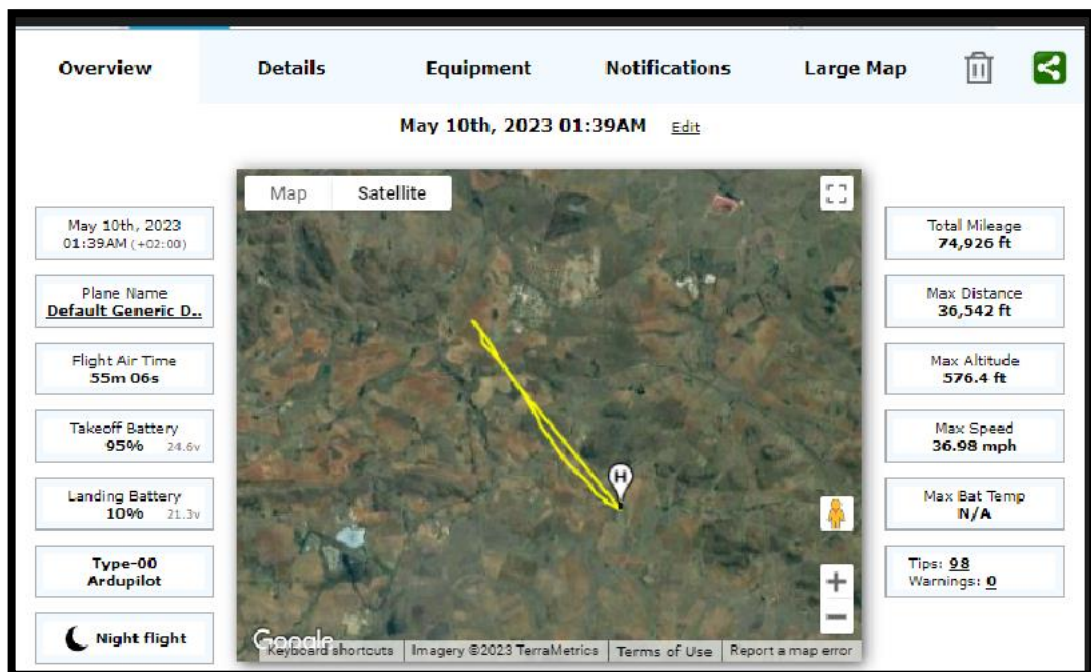 Overview Details Equipment Notifications Large Map
May 10th, 2023 01:39AM Edit
Map Satellite
May 10th, 2023
01:39AM (+02:00)
Plane Name
Default Generic D..
Flight Air Time
55m 06s
Takeoff Battery
95% 24.6v
Landing Battery
10% 21.3v
Type-00
Ardupilot
Night flight
H
Google
Keyboard shortcuts Imagery ©2023 TerraMetrics Terms of Use Report a map error
Total Mileage
74,926 ft
Max Distance
36,542 ft
Max Altitude
576.4 ft
Max Speed
36.98 mph
Max Bat Temp
N/A
Tips: 98
Warnings: 0